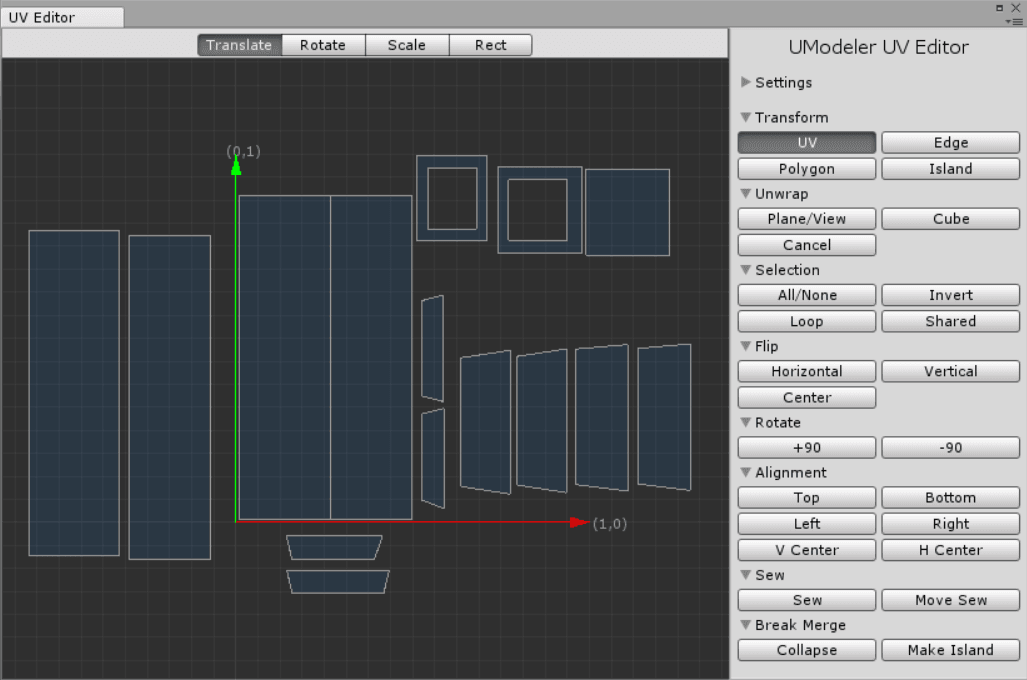 UV Editor
Translate Rotate Scale Rect
(0,1)
(1,0)
UModeler UV Editor
Settings
Transform
UV Edge
Polygon Island
Unwrap
Plane/View Cube
Cancel
Selection
All/None Invert
Loop Shared
Flip
Horizontal Vertical
Center
Rotate
+90 -90
Alignment
Top Bottom
Left Right
V Center H Center
Sew
Sew Move Sew
Break Merge
Collapse Make Island